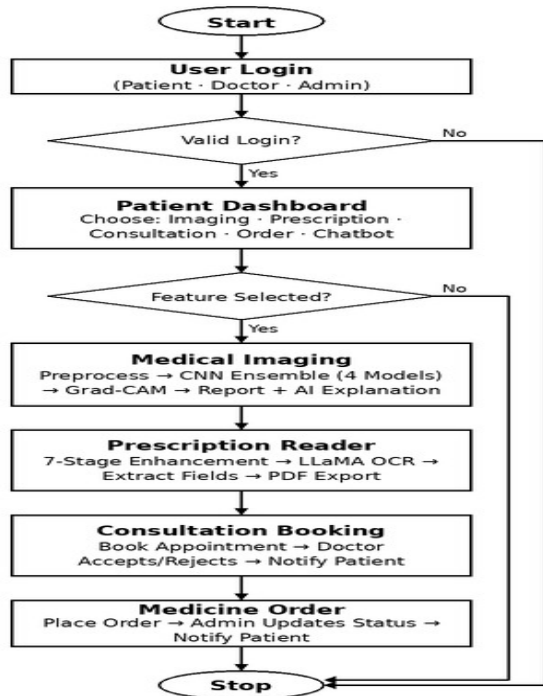 Start
User Login
(Patient · Doctor · Admin)
Valid Login?
No
Yes
Patient Dashboard
Choose: Imaging · Prescription ·
Consultation · Order · Chatbot
Feature Selected?
No
Yes
Medical Imaging
Preprocess → CNN Ensemble (4 Models)
→ Grad-CAM → Report + AI Explanation
Prescription Reader
7-Stage Enhancement → LLaMA OCR →
Extract Fields → PDF Export
Consultation Booking
Book Appointment → Doctor
Accepts/Rejects → Notify Patient
Medicine Order
Place Order → Admin Updates Status →
Notify Patient
Stop